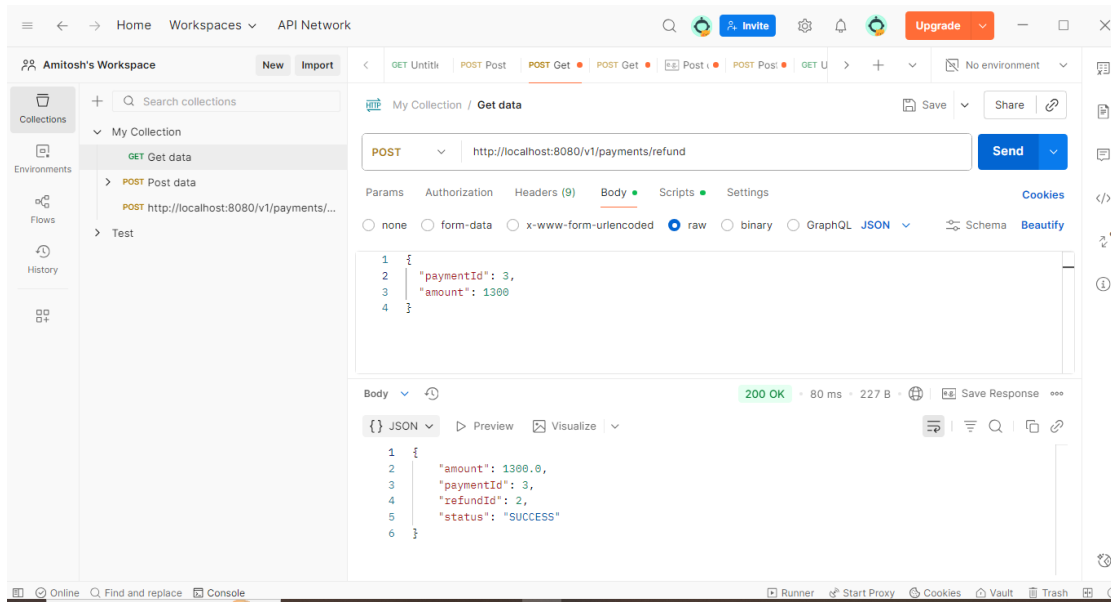 Home Workspaces API Network Invite Upgrade
Amitosh's Workspace New Import GET Untitle POST Post POST Get POST Get Post POST Pos GET U No environment
Collections
Environments
Flows
History
Search collections
My Collection
GET Get data
POST Post data
POST http://localhost:8080/v1/payments/...
Test
HTTP My Collection / Get data Save Share
POST http://localhost:8080/v1/payments/refund Send
Params Authorization Headers (9) Body Scripts Settings Cookies
none form-data x-www-form-urlencoded raw binary GraphQL JSON Schema Beautify
1 {
2 "paymentId": 3,
3 "amount": 1300
4 }
Body 200 OK 80 ms 227 B e.g. Save Response
{} JSON Preview Visualize
1 {
2 "amount": 1300.0,
3 "paymentId": 3,
4 "refundId": 2,
5 "status": "SUCCESS"
6 }
Online Find and replace Console Runner Start Proxy Cookies Vault Trash